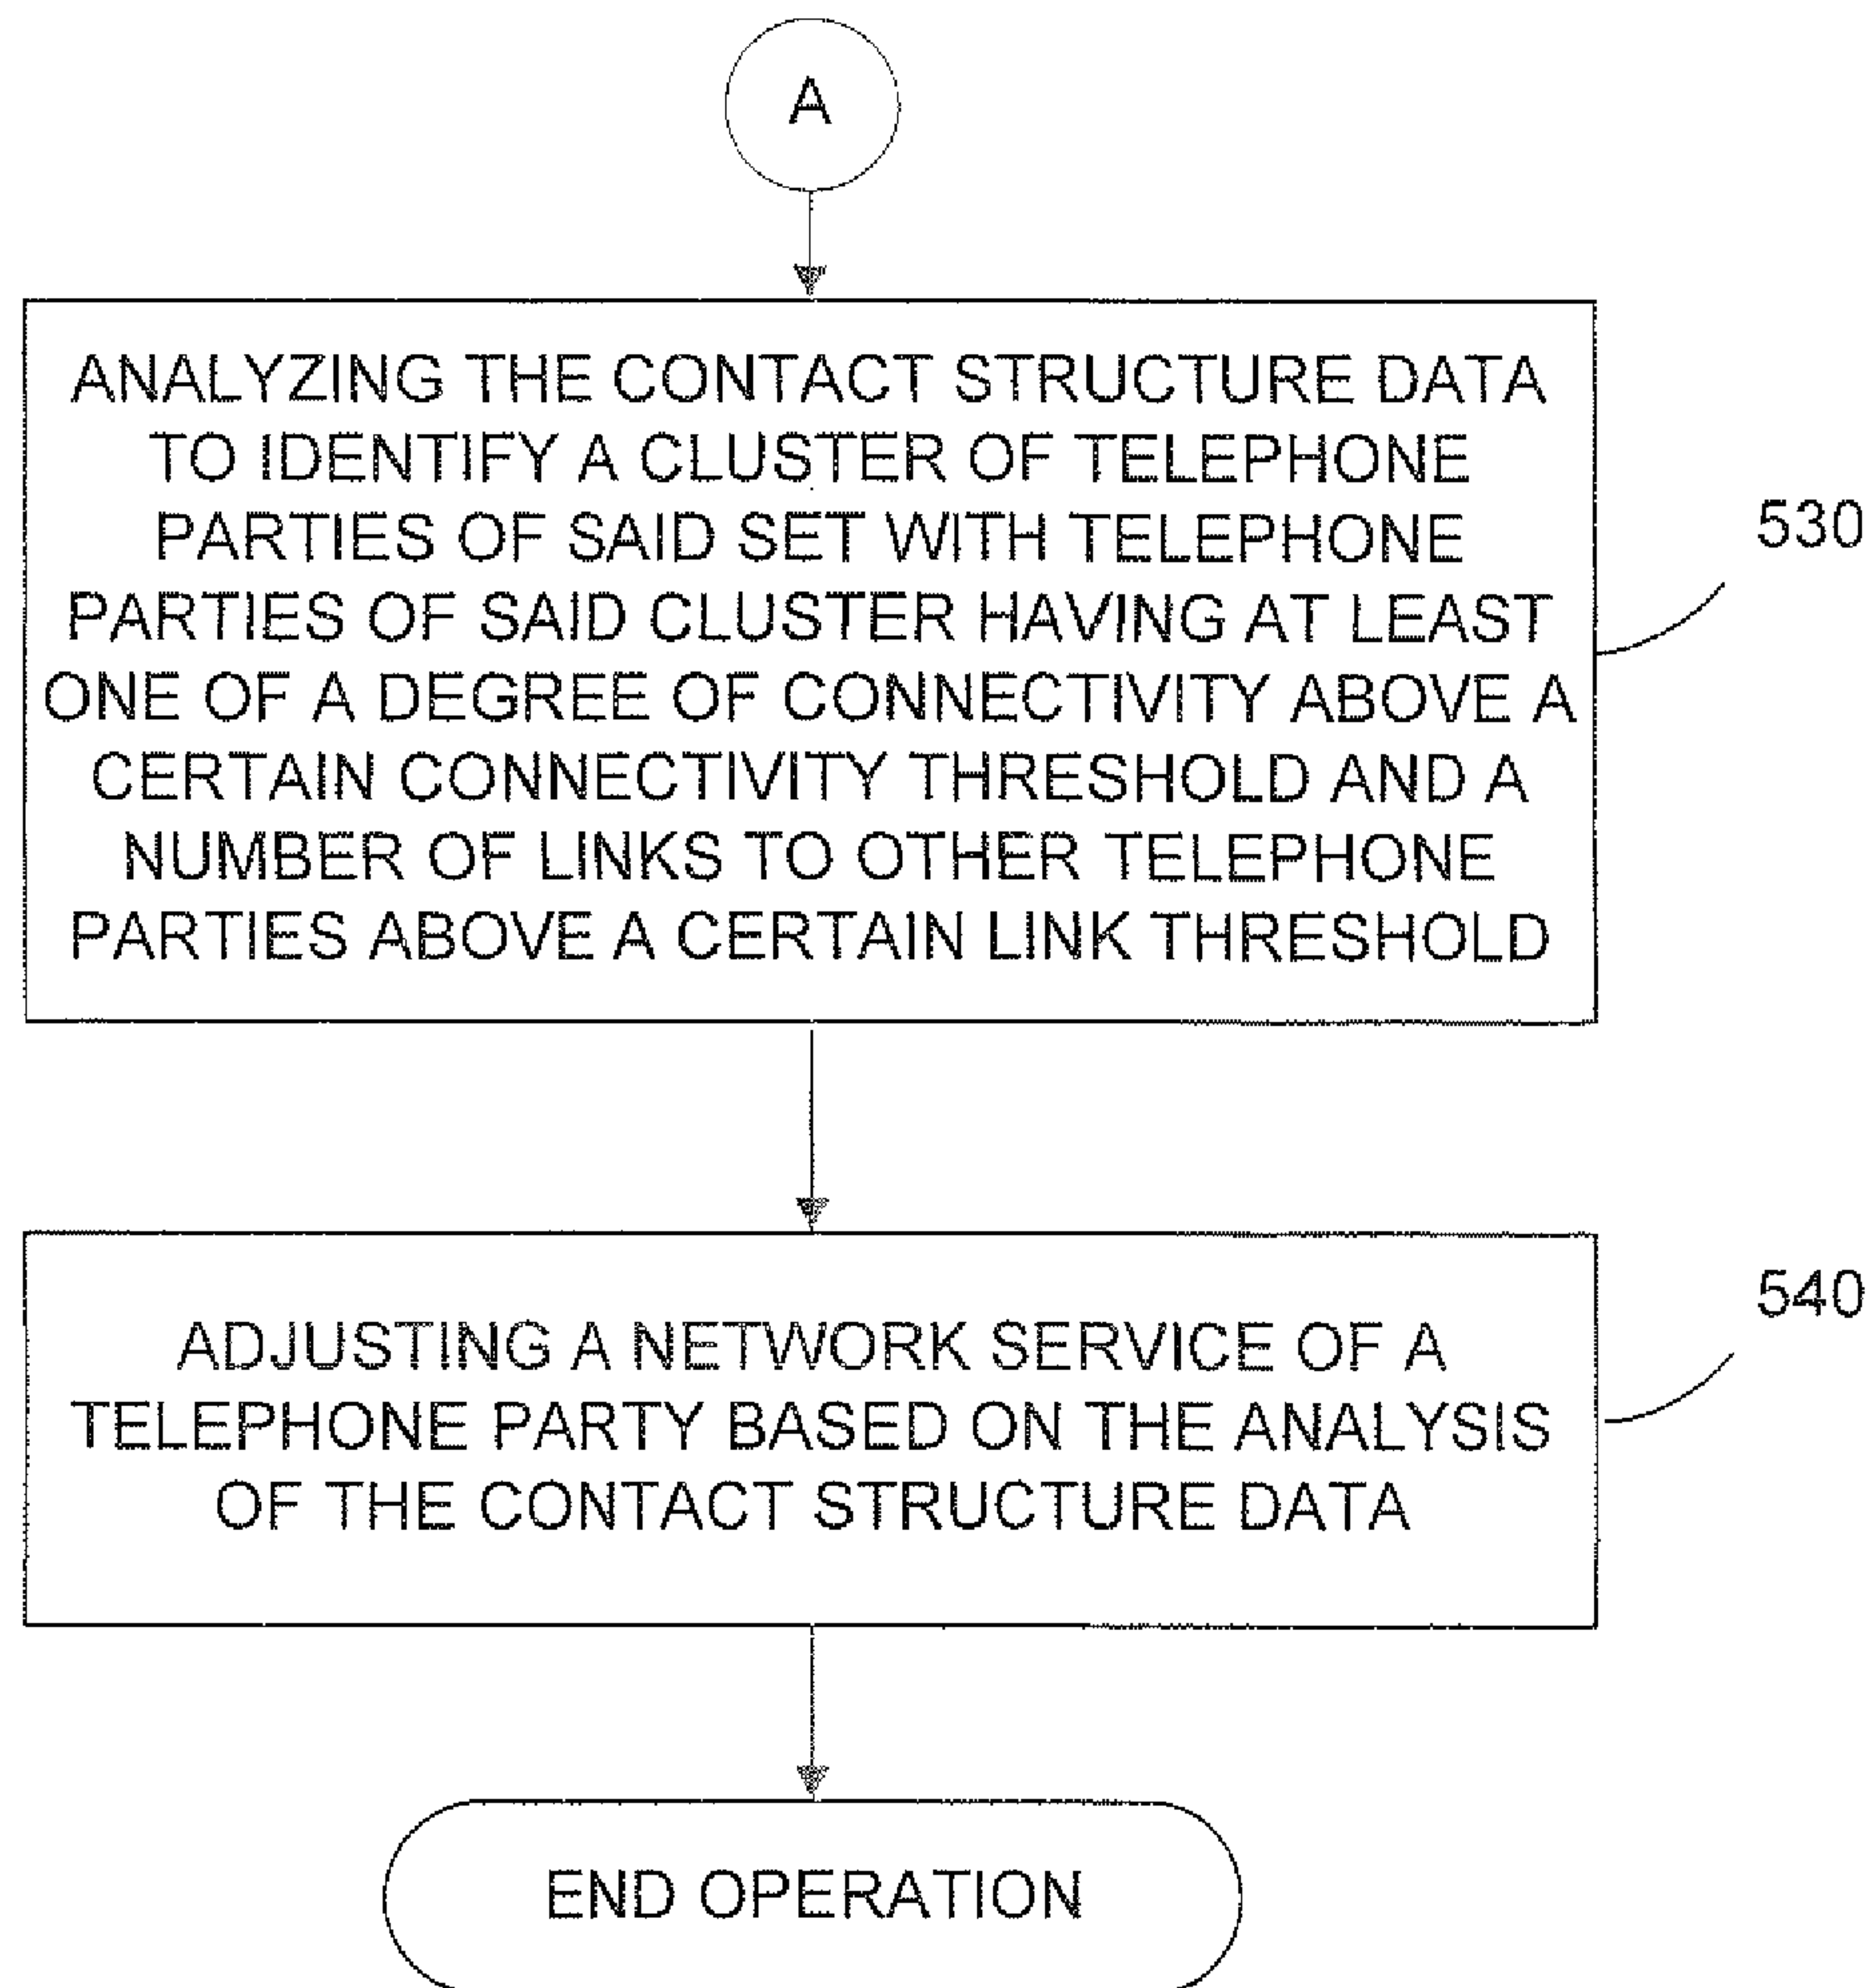 A
ANALYZING THE CONTACT STRUCTURE DATA
TO IDENTIFY A CLUSTER OF TELEPHONE
PARTIES OF SAID SET WITH TELEPHONE
PARTIES OF SAID CLUSTER HAVING AT LEAST
ONE OF A DEGREE OF CONNECTIVITY ABOVE A
CERTAIN CONNECTIVITY THRESHOLD AND A
NUMBER OF LINKS TO OTHER TELEPHONE
PARTIES ABOVE A CERTAIN LINK THRESHOLD
530
ADJUSTING A NETWORK SERVICE OF A
TELEPHONE PARTY BASED ON THE ANALYSIS
OF THE CONTACT STRUCTURE DATA
540
END OPERATION